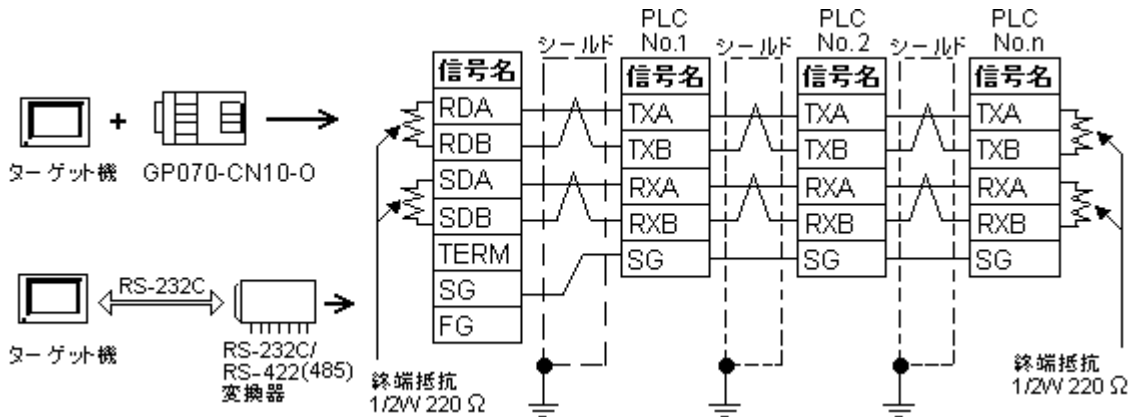 ターゲット機
+
GP070-CN10-O
ターゲット機
RS-232C
RS-232C/
RS-422(485)
変換器
終端抵抗
1/2W 220 Ω
信号名
RDA
RDB
SDA
SDB
TERM
SG
FG
シールド
PLC
No.1
信号名
TXA
TXB
RXA
RXB
SG
シールド
PLC
No.2
信号名
TXA
TXB
RXA
RXB
SG
シールド
PLC
No.n
信号名
TXA
TXB
RXA
RXB
SG
終端抵抗
1/2W 220 Ω